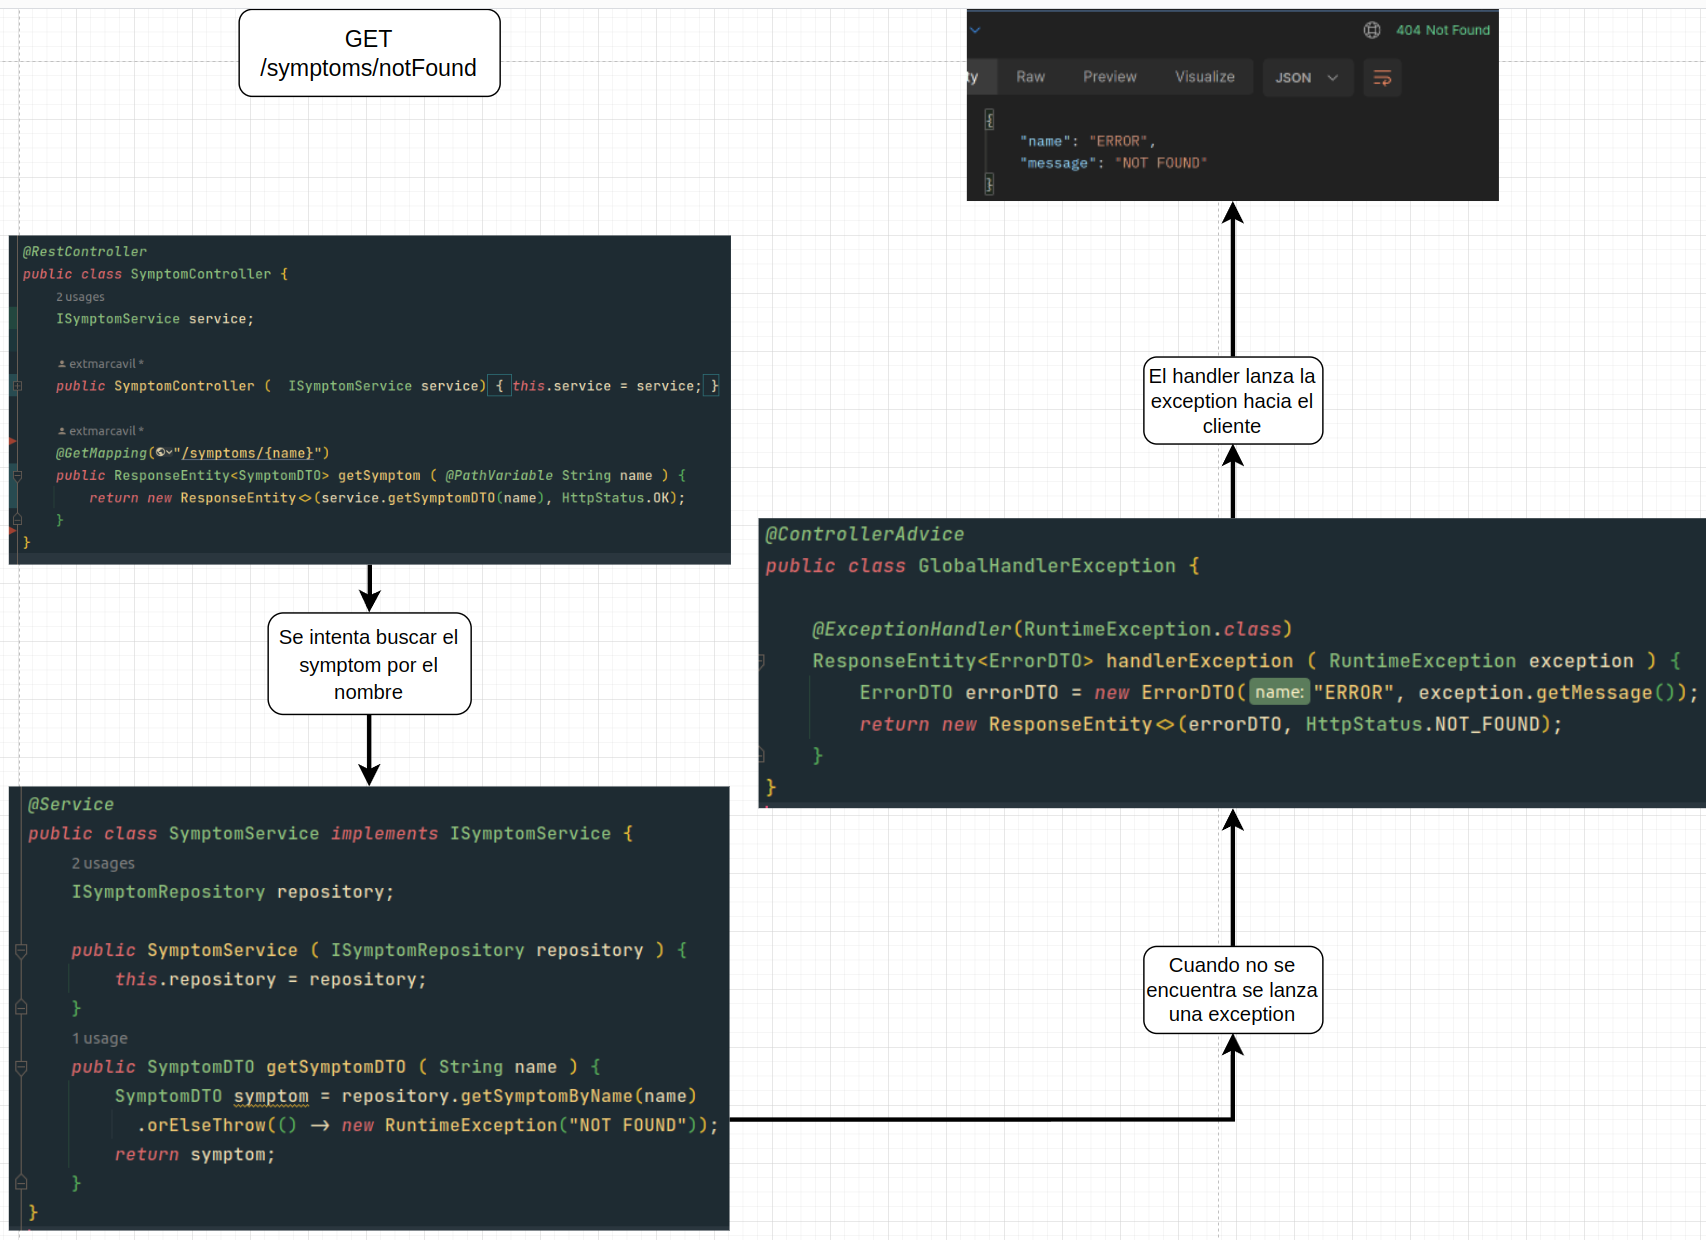 GET
/symptoms/notFound
@RestController
public class SymptomController {
2 usages
ISymptomService service;
extmarcavil *
public SymptomController (  ISymptomService service) { this.service = service; }
extmarcavil *
@GetMapping("/symptoms/{name}")
public ResponseEntity<SymptomDTO> getSymptom ( @PathVariable String name ) {
return new ResponseEntity<>(service.getSymptomDTO(name), HttpStatus.OK);
}
}
Se intenta buscar el
symptom por el
nombre
@Service
public class SymptomService implements ISymptomService {
2 usages
ISymptomRepository repository;
public SymptomService ( ISymptomRepository repository ) {
this.repository = repository;
}
1 usage
public SymptomDTO getSymptomDTO ( String name ) {
SymptomDTO symptom = repository.getSymptomByName(name)
.orElseThrow(() -> new RuntimeException("NOT FOUND"));
return symptom;
}
}
Cuando no se
encuentra se lanza
una exception
@ControllerAdvice
public class GlobalHandlerException {
@ExceptionHandler(RuntimeException.class)
ResponseEntity<ErrorDTO> handlerException ( RuntimeException exception ) {
ErrorDTO errorDTO = new ErrorDTO( name: "ERROR", exception.getMessage());
return new ResponseEntity<>(errorDTO, HttpStatus.NOT_FOUND);
}
}
El handler lanza la
exception hacia el
cliente
404 Not Found
ty Raw Preview Visualize JSON
{
"name": "ERROR",
"message": "NOT FOUND"
}